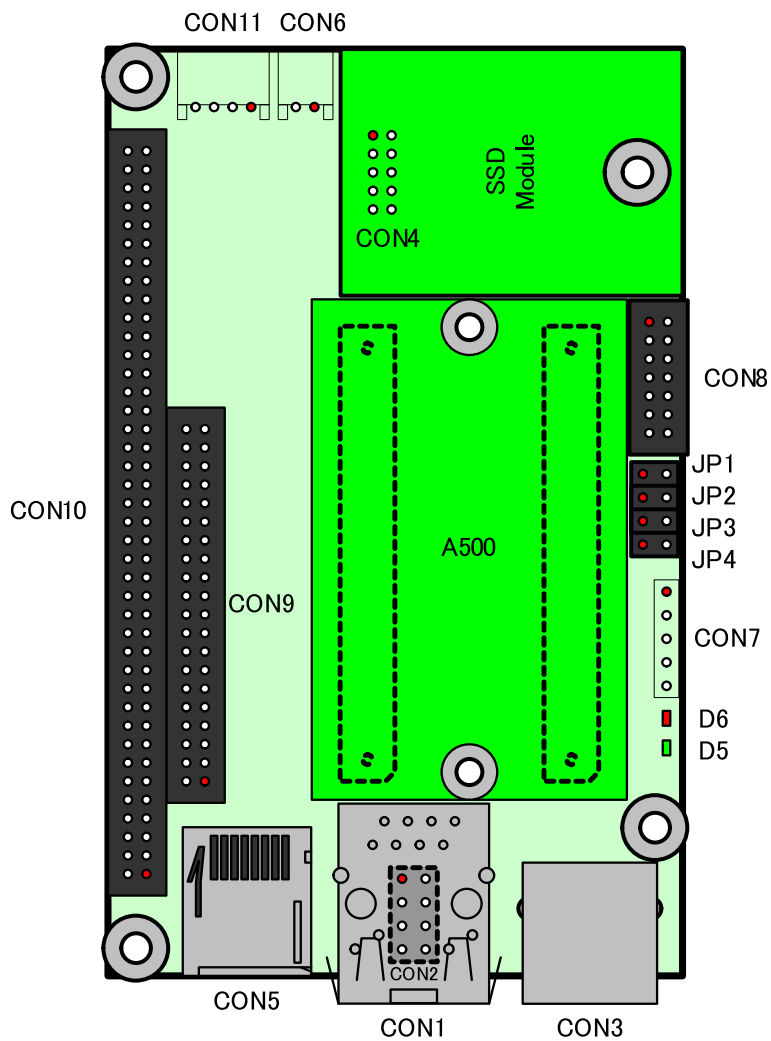 CON11 CON6
SSD
Module
CON4
CON8
JP1
JP2
CON10
JP3
A500
JP4
CON9
CON7
D6
D5
CON2
CON5
CON1
CON3